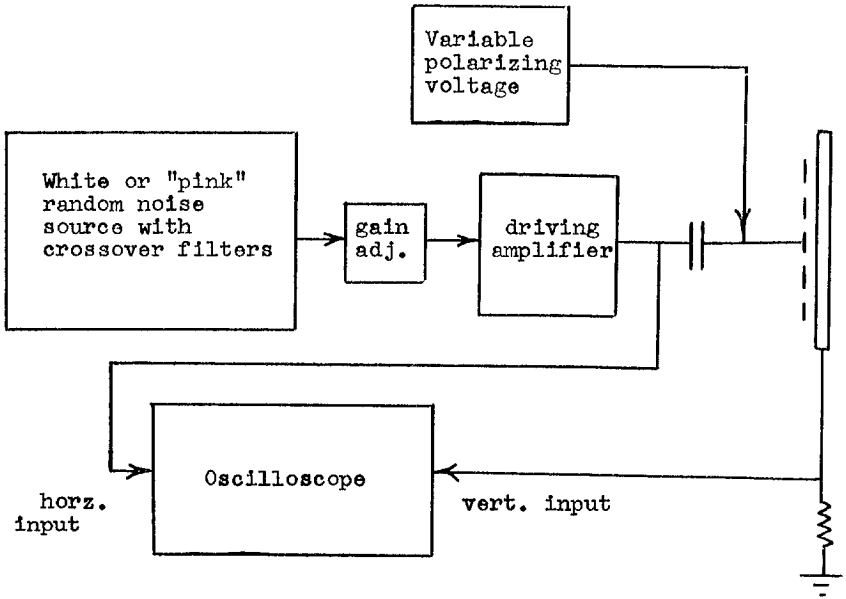 Variable
polarizing
voltage
White or "pink"
random noise
source with
crossover filters
gain
adj.
driving
amplifier
Oscilloscope
horz.
input
vert. input